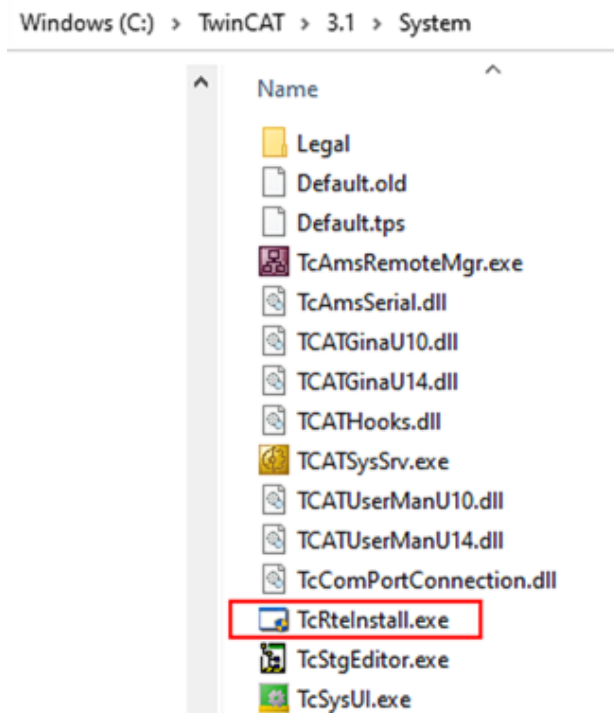 Windows (C:) > TwinCAT > 3.1 > System
Name
Legal
Default.old
Default.tps
TcAmsRemoteMgr.exe
TcAmsSerial.dll
TCATGinaU10.dll
TCATGinaU14.dll
TCATHooks.dll
TCATSysSrv.exe
TCATUserManU10.dll
TCATUserManU14.dll
TcComPortConnection.dll
TcRteInstall.exe
TcStgEditor.exe
TcSysUI.exe